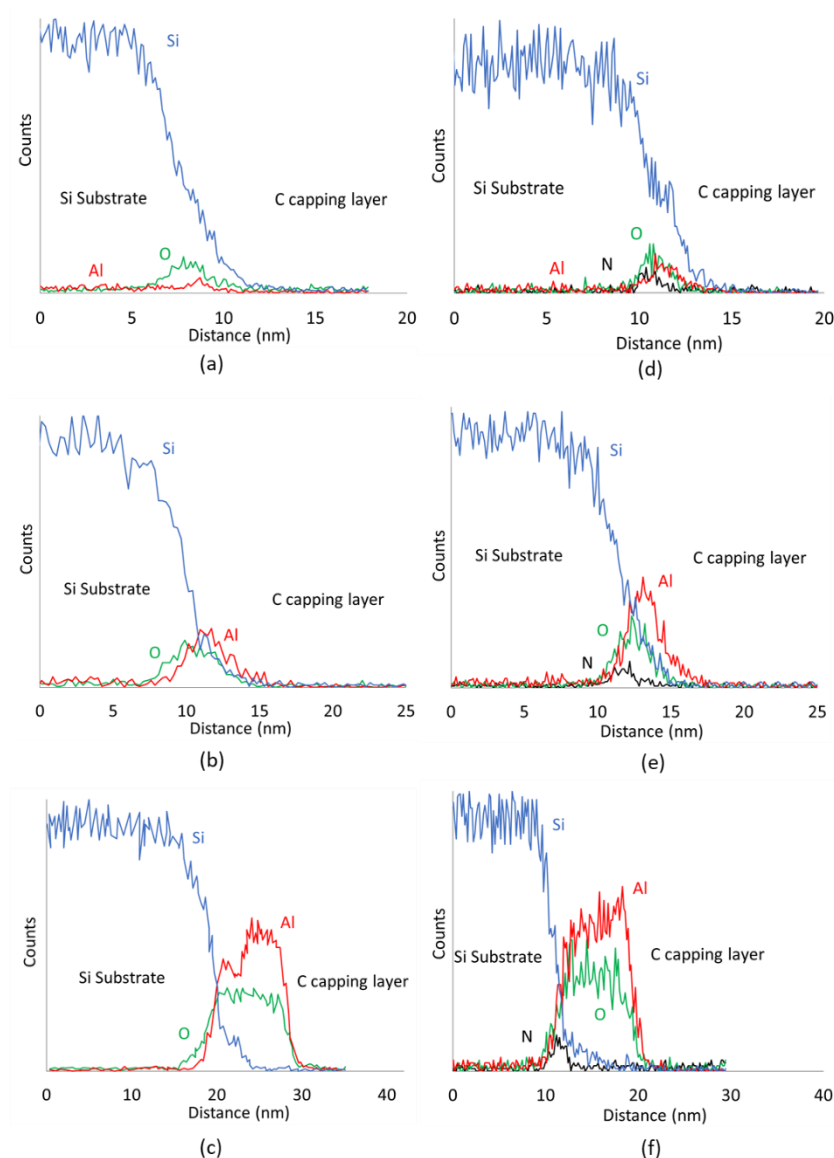 Si
Counts
Si Substrate
C capping layer
O
Al
0 5 10 15 20
Distance (nm)
(a)
Si
Counts
Si Substrate
C capping layer
O
N
Al
0 5 10 15 20
Distance (nm)
(d)
Si
Counts
Si Substrate
C capping layer
O
Al
0 5 10 15 20 25
Distance (nm)
(b)
Si
Counts
Si Substrate
C capping layer
Al
O
N
0 5 10 15 20 25
Distance (nm)
(e)
Counts
Si
Al
Si Substrate
C capping layer
O
0 10 20 30 40
Distance (nm)
(c)
Counts
Si
Al
Si Substrate
C capping layer
O
N
0 10 20 30 40
Distance (nm)
(f)